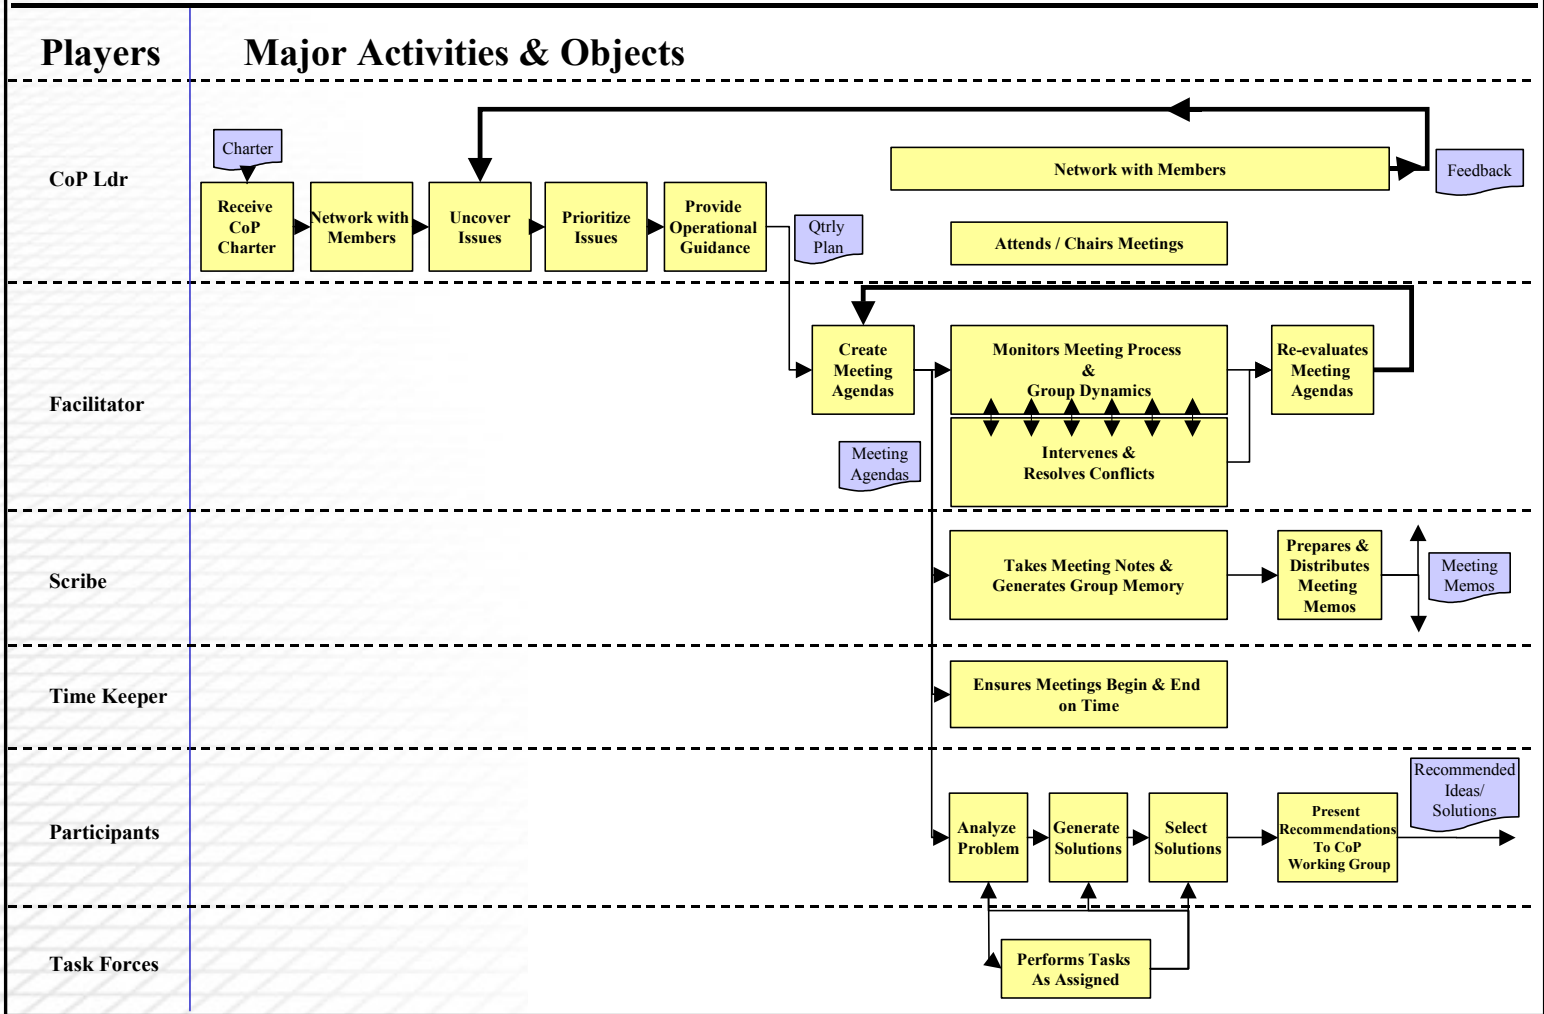 Players
Major Activities & Objects
CoP Ldr
Charter
Receive
CoP
Charter
Network with
Members
Uncover
Issues
Prioritize
Issues
Provide
Operational
Guidance
Qtrly
Plan
Network with Members
Feedback
Attends / Chairs Meetings
Facilitator
Create
Meeting
Agendas
Meeting
Agendas
Monitors Meeting Process
&
Group Dynamics
Intervenes &
Resolves Conflicts
Re-evaluates
Meeting
Agendas
Scribe
Takes Meeting Notes &
Generates Group Memory
Prepares &
Distributes
Meeting
Memos
Meeting
Memos
Time Keeper
Ensures Meetings Begin & End
on Time
Participants
Analyze
Problem
Generate
Solutions
Select
Solutions
Present
Recommendations
To CoP
Working Group
Recommended
Ideas/
Solutions
Task Forces
Performs Tasks
As Assigned